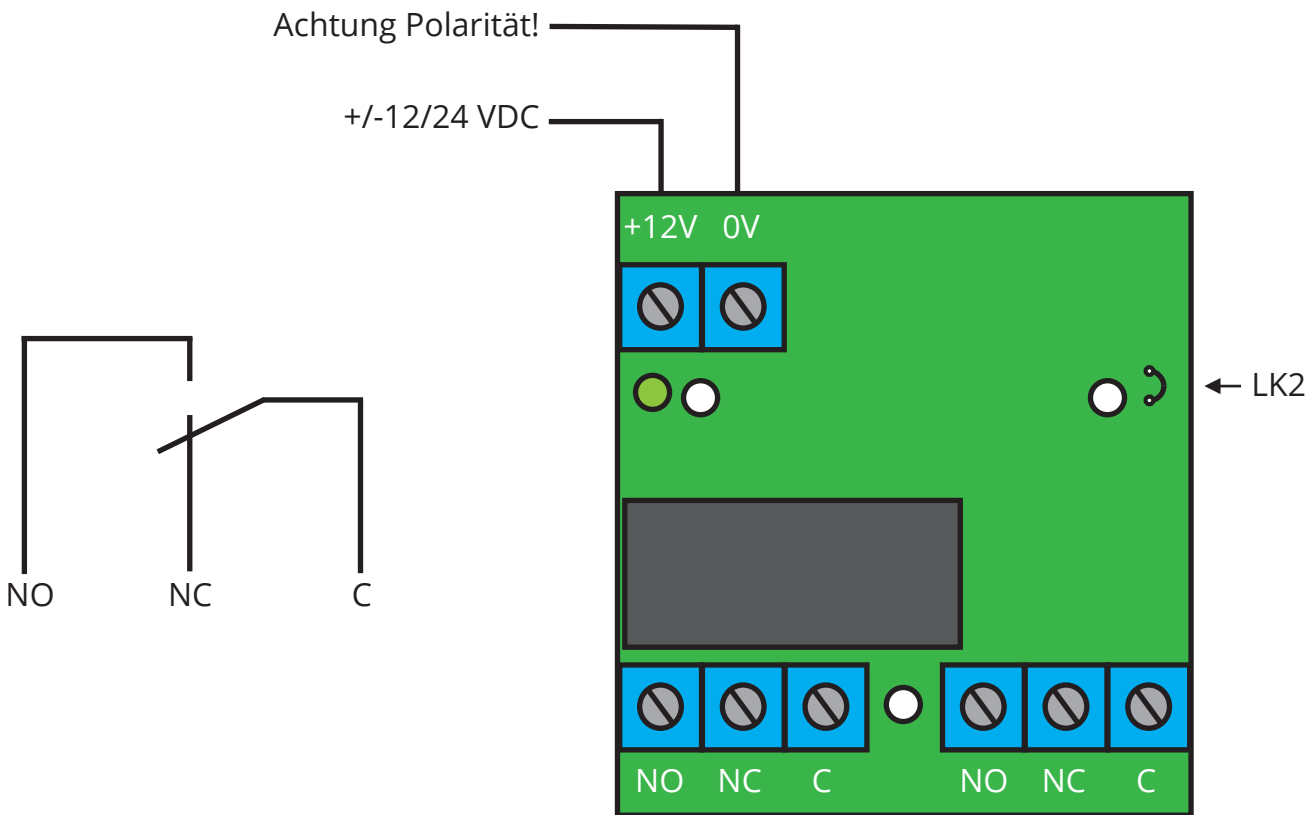 Achtung Polarität!
+/-12/24 VDC
+12V 0V
LK2
NO NC C
NO NC C NO NC C